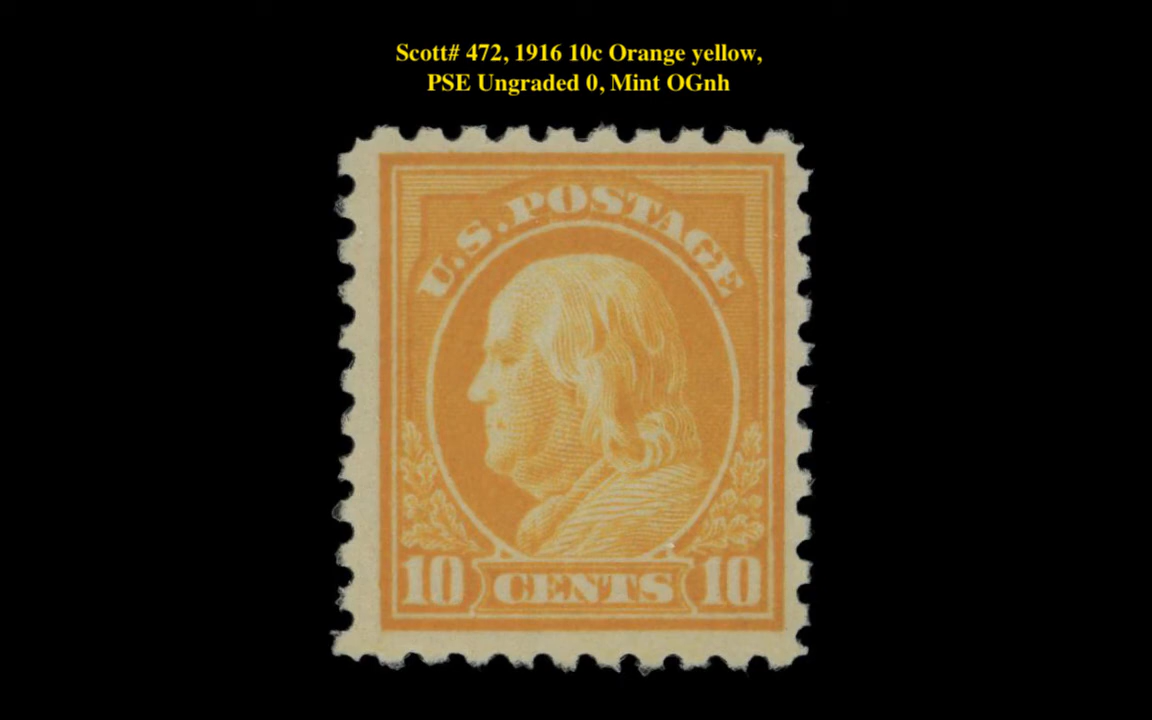 Scott# 472, 1916 10c Orange yellow,
PSE Ungraded 0, Mint OGnh
U.S. POSTAGE
10 CENTS 10